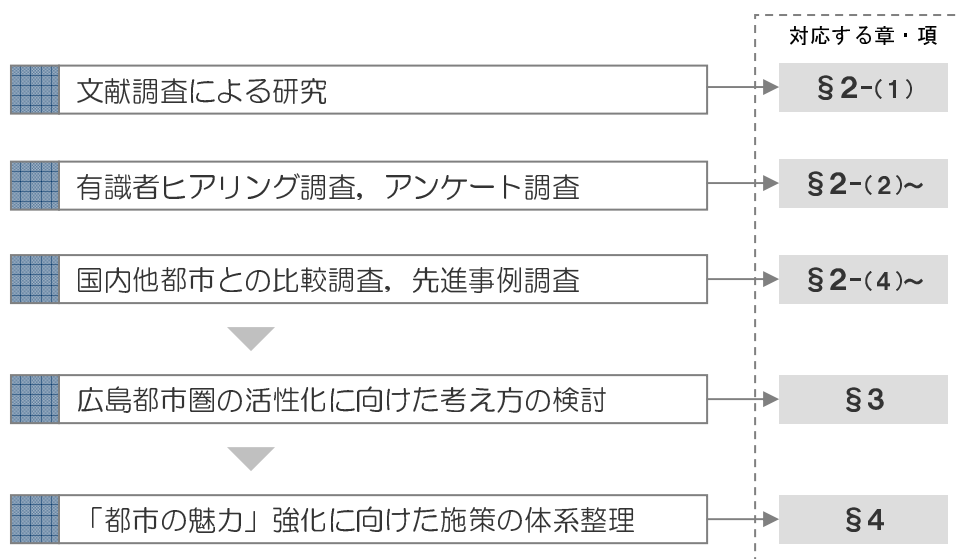 対応する章・項
文献調査による研究
§2-(1)
有識者ヒアリング調査，アンケート調査
§2-(2)～
国内他都市との比較調査，先進事例調査
§2-(4)～
広島都市圏の活性化に向けた考え方の検討
§3
「都市の魅力」強化に向けた施策の体系整理
§4